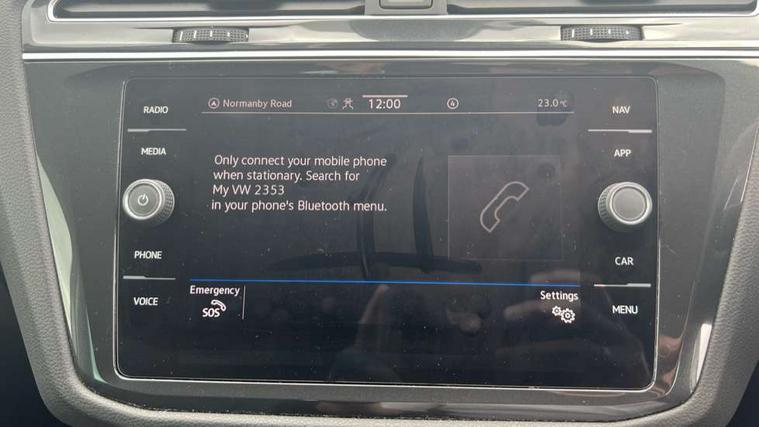 RADIO
MEDIA
PHONE
VOICE
Normanby Road 12:00 4 23.0°C
Only connect your mobile phone
when stationary. Search for
My VW 2353
in your phone's Bluetooth menu.
Emergency
SOS
Settings
NAV
APP
CAR
MENU